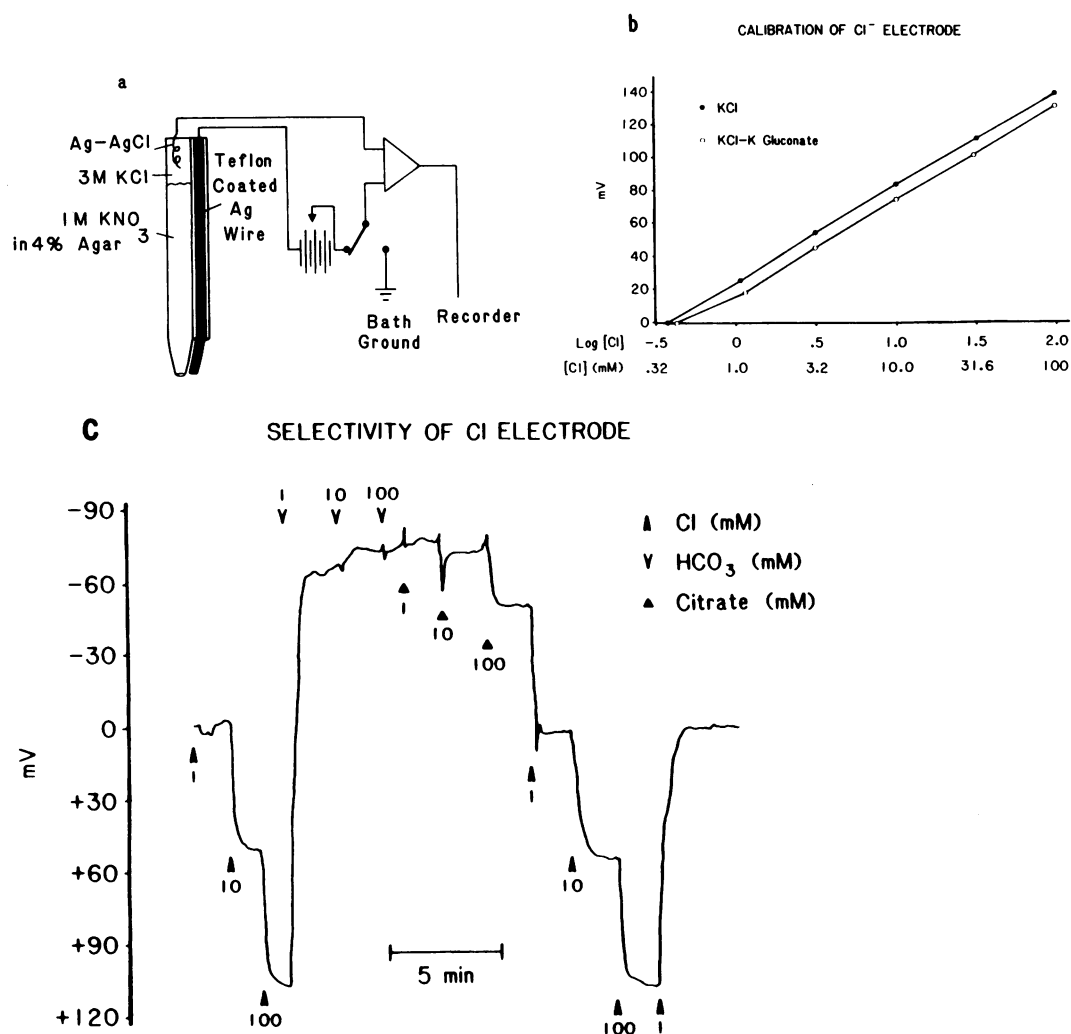 a
Ag-AgCl
3M KCl
1M KNO3
in 4% Agar
Teflon
Coated
Ag
Wire
Bath
Ground
Recorder
b
CALIBRATION OF Cl⁻ ELECTRODE
140
120
100
80
60
40
20
0
mV
KCl
KCl-K Gluconate
Log [Cl] -.5 0 .5 1.0 1.5 2.0
[Cl] (mM) .32 1.0 3.2 10.0 31.6 100
C
SELECTIVITY OF Cl ELECTRODE
1 10 100
-90
-60
-30
0
+30
+60
+90
+120
mV
Cl (mM)
HCO3 (mM)
Citrate (mM)
1
10
100
1
10
100
1
10
100
1
5 min